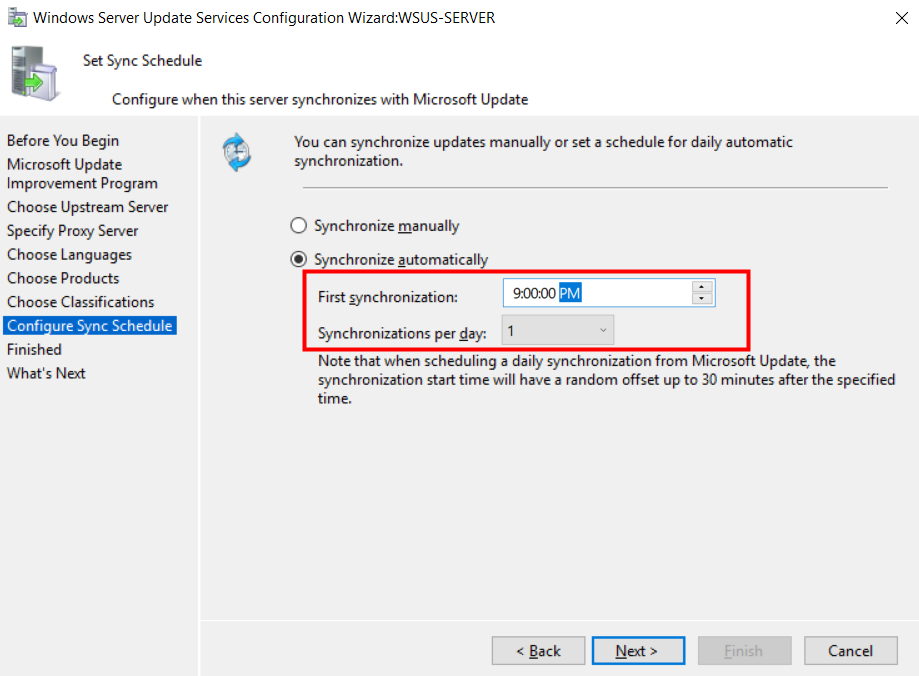 Windows Server Update Services Configuration Wizard:WSUS-SERVER
Set Sync Schedule
Configure when this server synchronizes with Microsoft Update
Before You Begin
Microsoft Update
Improvement Program
Choose Upstream Server
Specify Proxy Server
Choose Languages
Choose Products
Choose Classifications
Configure Sync Schedule
Finished
What's Next
You can synchronize updates manually or set a schedule for daily automatic
synchronization.
Synchronize manually
Synchronize automatically
First synchronization: 9:00:00 PM
Synchronizations per day: 1
Note that when scheduling a daily synchronization from Microsoft Update, the
synchronization start time will have a random offset up to 30 minutes after the specified
time.
< Back Next > Finish Cancel